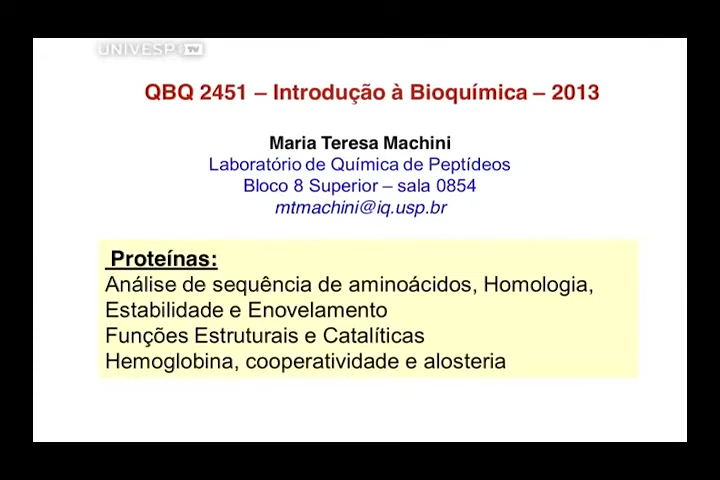 UNIVESP TV
QBQ 2451 – Introdução à Bioquímica – 2013
Maria Teresa Machini
Laboratório de Química de Peptídeos
Bloco 8 Superior – sala 0854
mtmachini@iq.usp.br
Proteínas:
Análise de sequência de aminoácidos, Homologia,
Estabilidade e Enovelamento
Funções Estruturais e Catalíticas
Hemoglobina, cooperatividade e alosteria